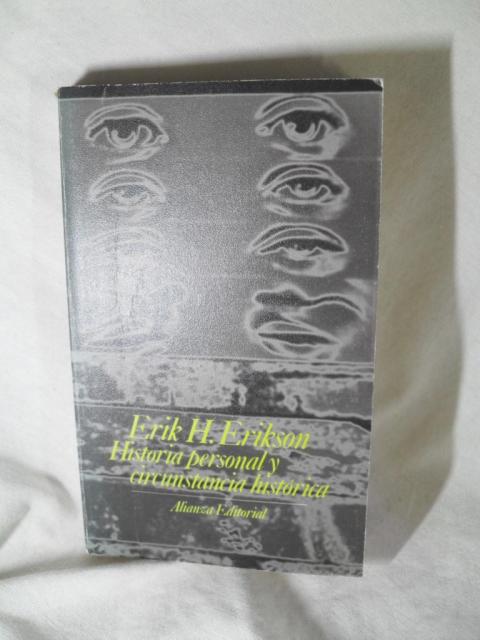 Erik H. Erikson
Historia personal y
circunstancia histórica
Alianza Editorial